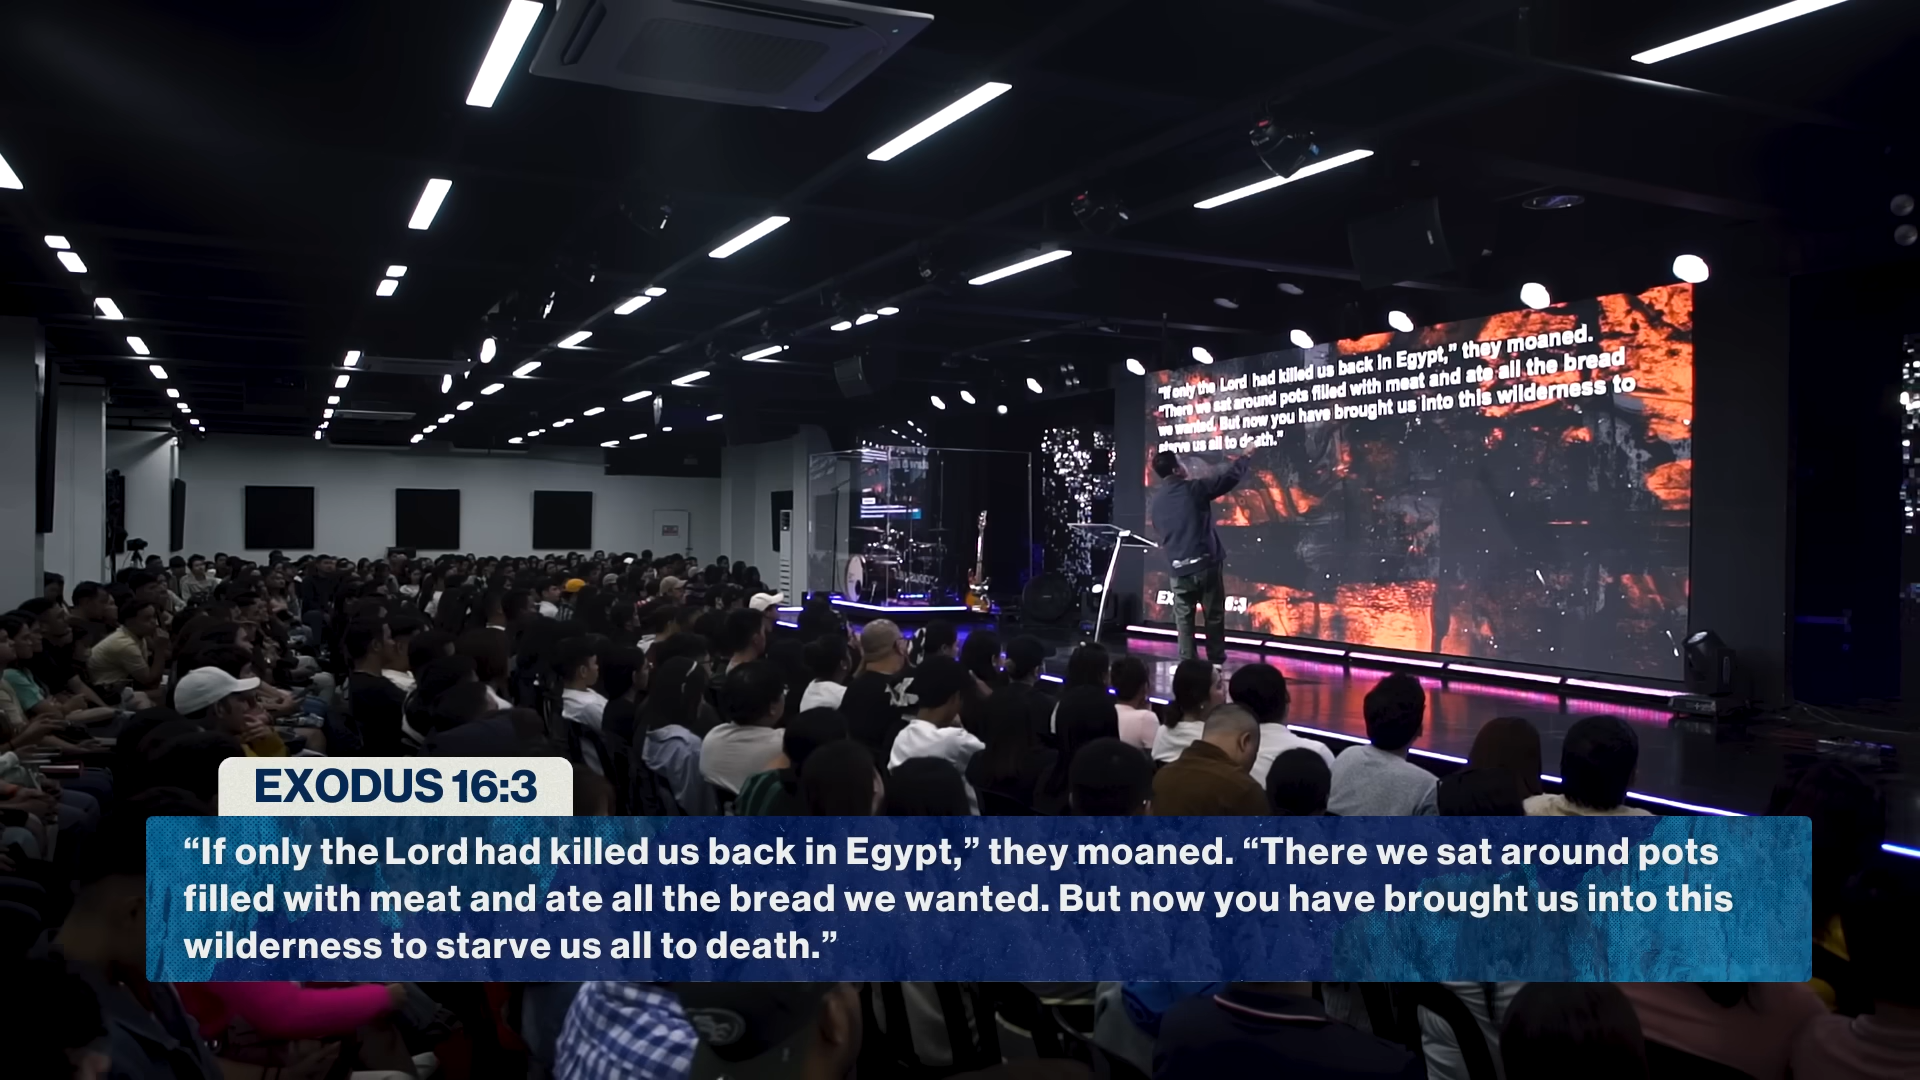 “If only the Lord had killed us back in Egypt,” they moaned.
“There we sat around pots filled with meat and ate all the bread
we wanted. But now you have brought us into this wilderness to
starve us all to death.”
EXODUS 16:3
“If only the Lord had killed us back in Egypt,” they moaned. “There we sat around pots
filled with meat and ate all the bread we wanted. But now you have brought us into this
wilderness to starve us all to death.”